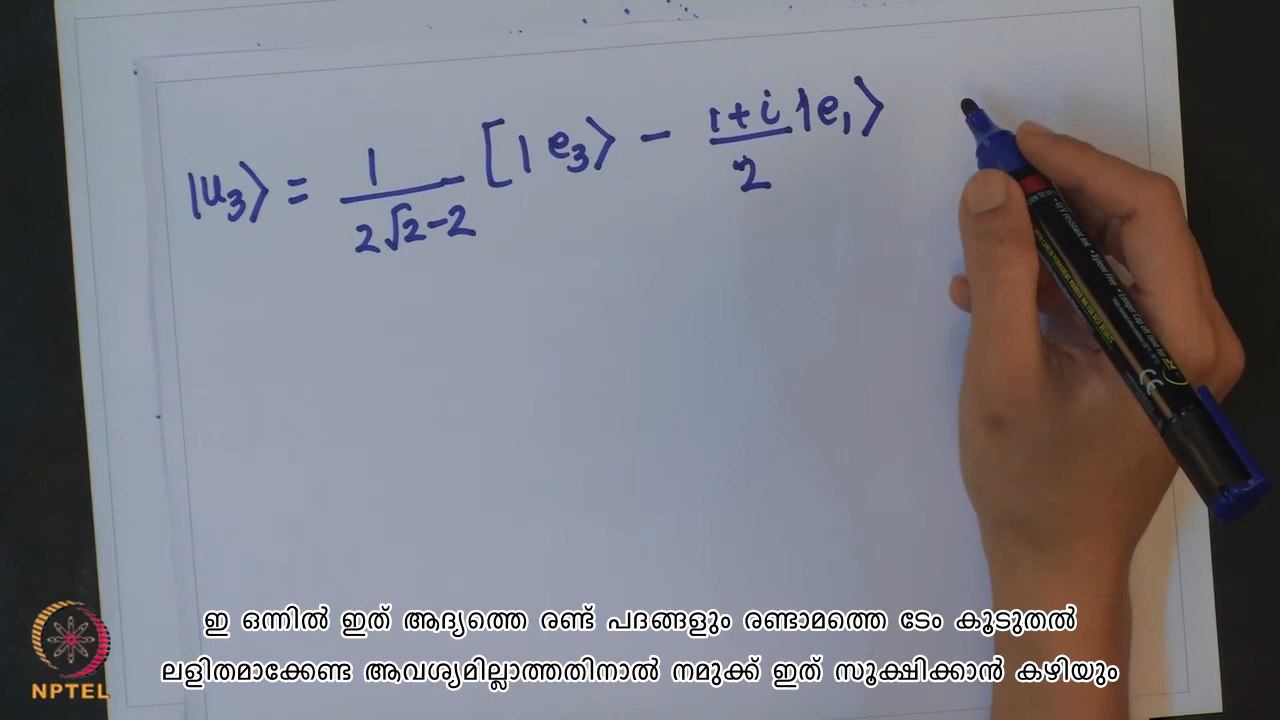 |u₃⟩ = 1/(2√2-2) [|e₃⟩ - (1+i)/2 |e₁⟩
ഇ ഒന്നിൽ ഇത് ആദ്യത്തെ രണ്ട് പദങ്ങളും രണ്ടാമത്തെ ടേം കൂടുതൽ
ലളിതമാക്കേണ്ട ആവശ്യമില്ലാത്തതിനാൽ നമുക്ക് ഇത് സൂക്ഷിക്കാൻ കഴിയും
NPTEL